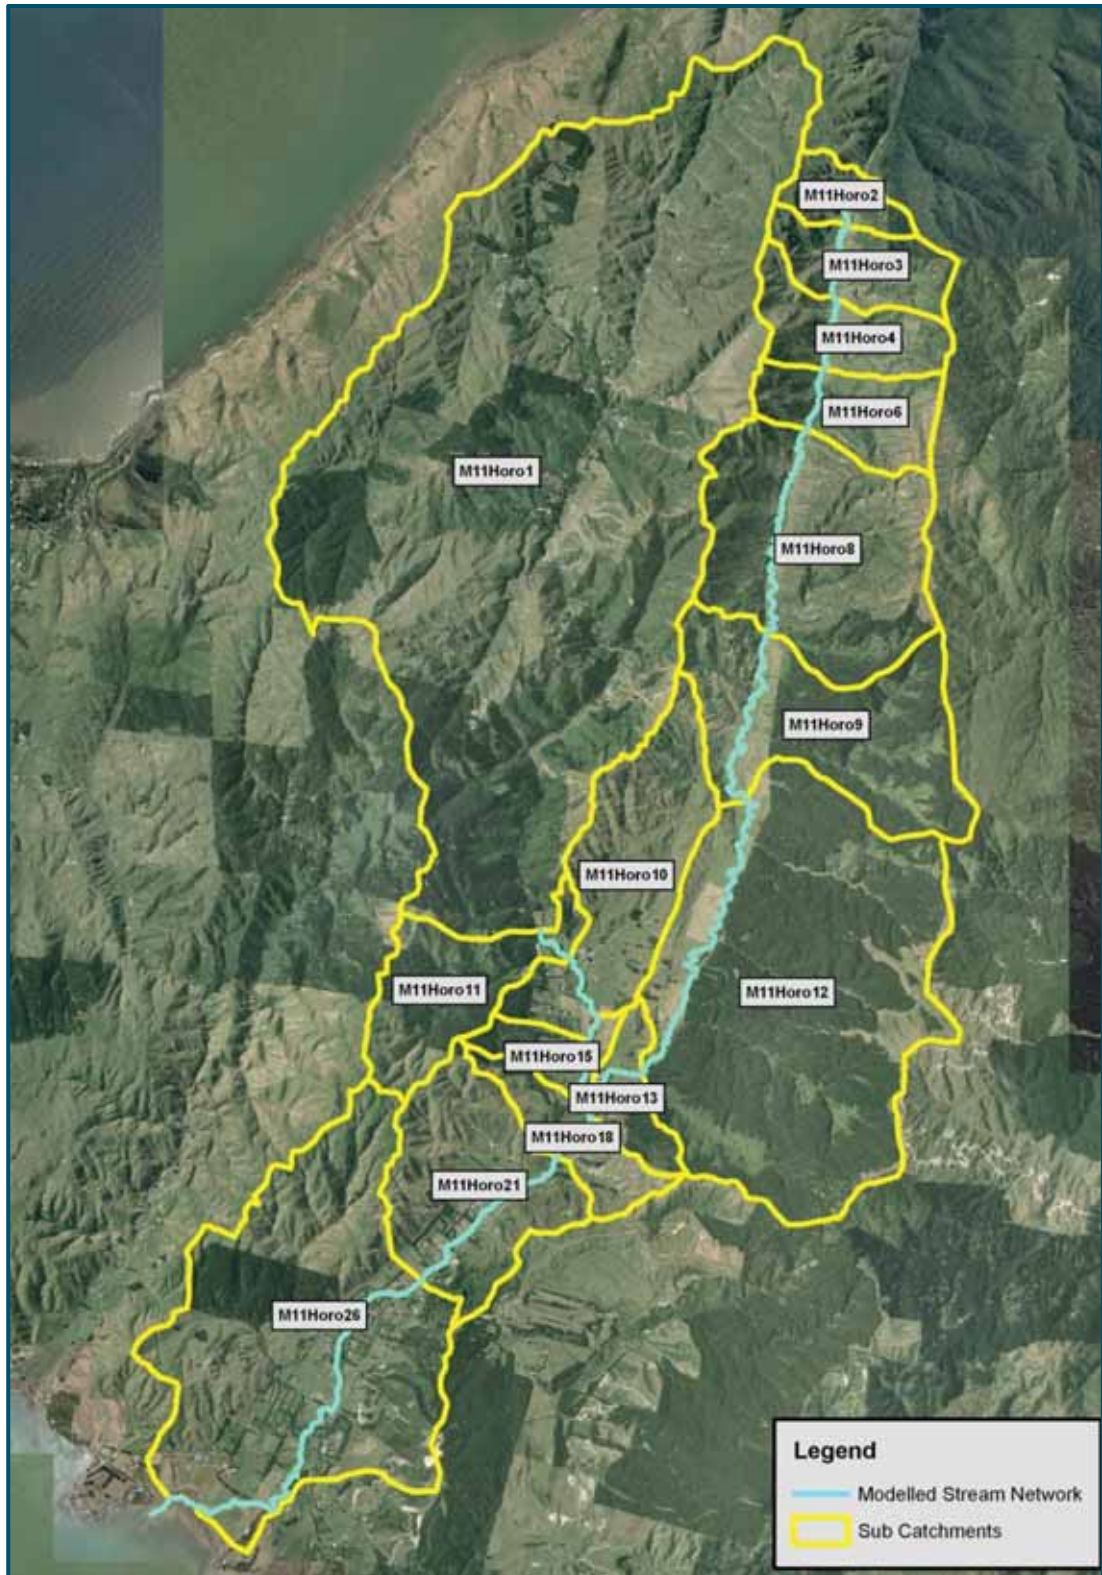 M11Horo2
M11Horo3
M11Horo4
M11Horo6
M11Horo1
M11Horo8
M11Horo9
M11Horo10
M11Horo11
M11Horo12
M11Horo15
M11Horo13
M11Horo18
M11Horo21
M11Horo26
Legend
Modelled Stream Network
Sub Catchments